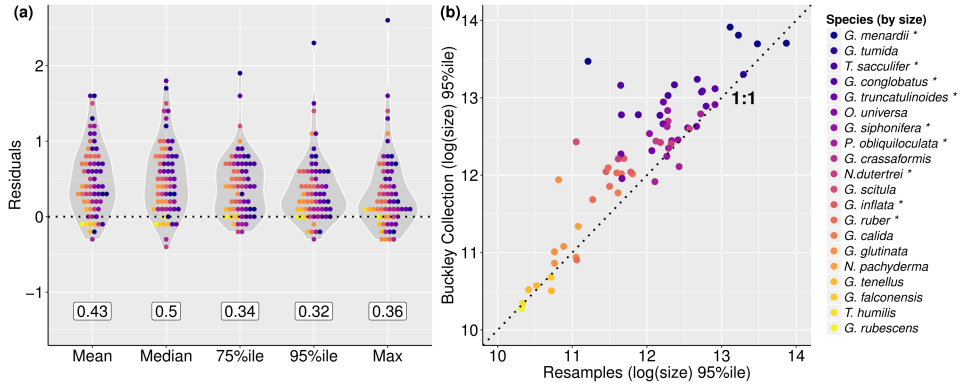 (a)
Residuals
2
1
0
−1
0.43
0.5
0.34
0.32
0.36
Mean
Median
75%ile
95%ile
Max
(b)
Buckley Collection (log(size) 95%ile)
14
13
12
11
10
1:1
10
11
12
13
14
Resamples (log(size) 95%ile)
Species (by size)
G. menardii *
G. tumida
T. sacculifer *
G. conglobatus *
G. truncatulinoides *
O. universa
G. siphonifera *
P. obliquiloculata *
G. crassaformis
N.dutertrei *
G. scitula
G. inflata *
G. ruber *
G. calida
G. glutinata
N. pachyderma
G. tenellus
G. falconensis
T. humilis
G. rubescens